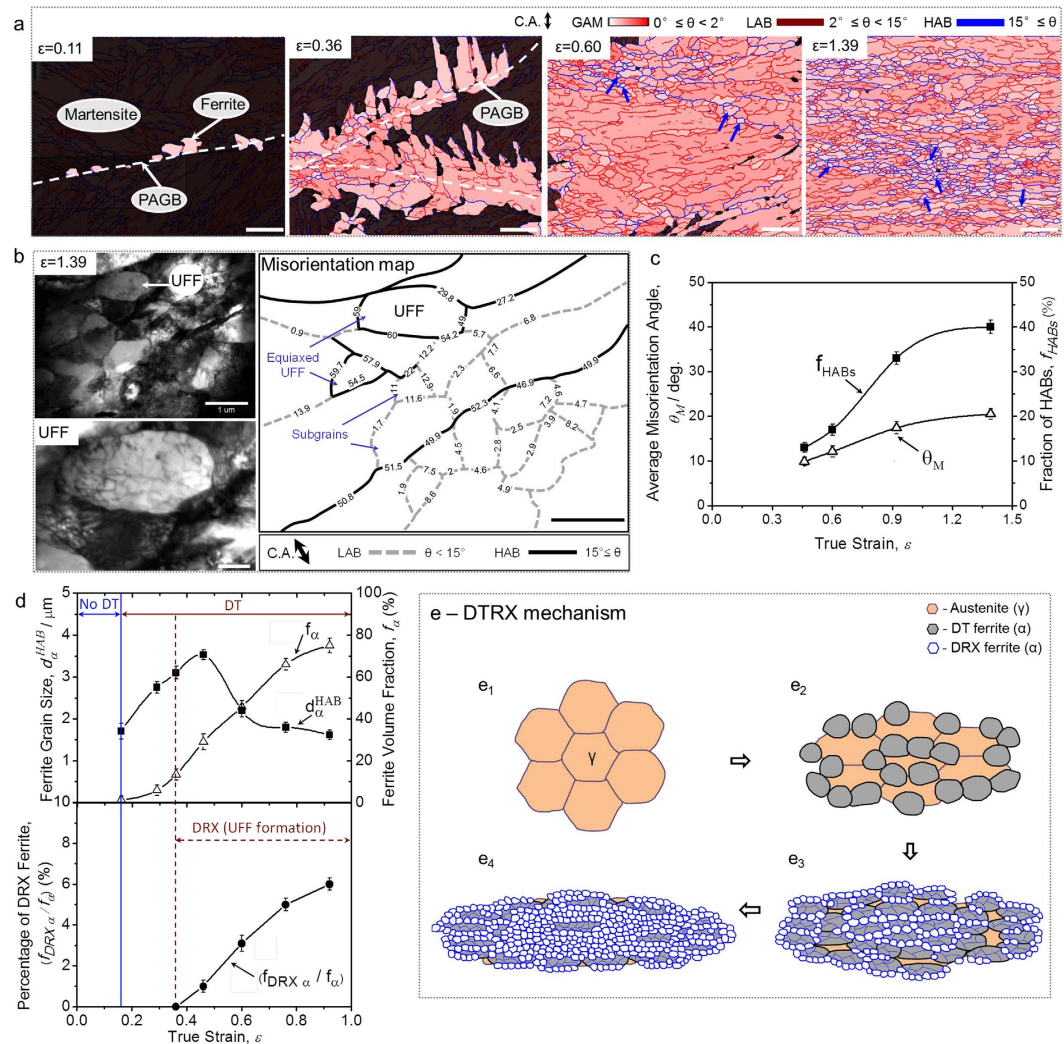 C.A. GAM 0° ≤ θ < 2° LAB 2° ≤ θ < 15° HAB 15° ≤ θ
a
ε=0.11
ε=0.36
ε=0.60
ε=1.39
Martensite
Ferrite
PAGB
PAGB
b
ε=1.39
UFF
1 um
UFF
Misorientation map
UFF
Equiaxed
UFF
Subgrains
59
29.8
27.2
49
0.9
60
54.2
5.7
6.8
57.9
12.2
7.7
59.7
22
2.3
6.6
54.5
12.9
46.9
49.9
11
11.6
1.9
52.3
4.1
4.6
4.7
13.9
7.2
1.7
49.9
2.5
3.9
8.2
4.5
2.8
2.9
51.5
7.5
2
4.6
50.8
1.9
8.6
4.9
C.A. LAB θ < 15° HAB 15°≤ θ
c
Average Misorientation Angle,
θM / deg.
50
40
30
20
10
0
fHABs
θM
0.0 0.3 0.6 0.9 1.2 1.5
True Strain, ε
50
40
30
20
10
0
Fraction of HABs, fHABs (%)
d
No DT
DT
Ferrite Grain Size, dαHAB / μm
5
4
3
2
1
0
fα
dαHAB
100
80
60
40
20
0
Ferrite Volume Fraction, fα (%)
DRX (UFF formation)
Percentage of DRX Ferrite,
(fDRX α / fα) (%)
10
8
6
4
2
0
(fDRX α / fα)
0.0 0.2 0.4 0.6 0.8 1.0
True Strain, ε
e – DTRX mechanism
- Austenite (γ)
- DT ferrite (α)
- DRX ferrite (α)
e1
γ
e2
e4
e3